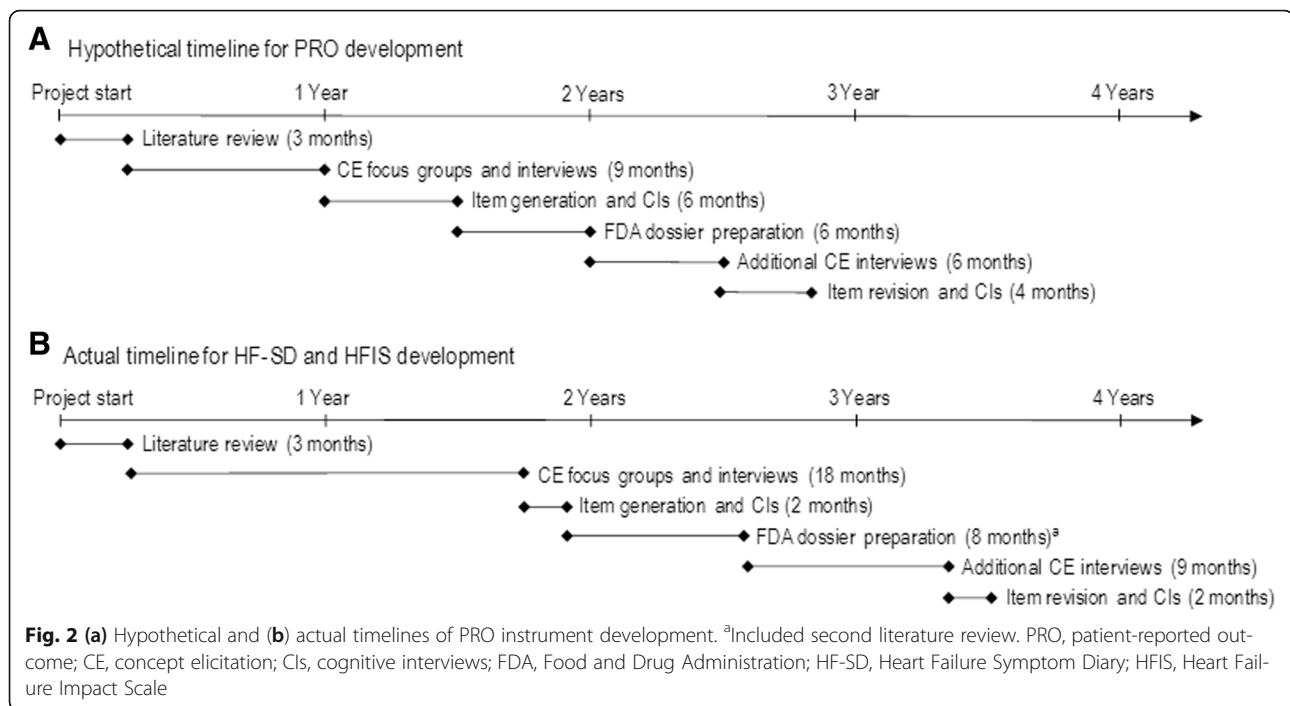 A Hypothetical timeline for PRO development
Project start 1 Year 2 Years 3 Year 4 Years
Literature review (3 months)
CE focus groups and interviews (9 months)
Item generation and CIs (6 months)
FDA dossier preparation (6 months)
Additional CE interviews (6 months)
Item revision and CIs (4 months)
B Actual timeline for HF-SD and HFIS development
Project start 1 Year 2 Years 3 Years 4 Years
Literature review (3 months)
CE focus groups and interviews (18 months)
Item generation and CIs (2 months)
FDA dossier preparation (8 months)ª
Additional CE interviews (9 months)
Item revision and CIs (2 months)
Fig. 2 (a) Hypothetical and (b) actual timelines of PRO instrument development. ªIncluded second literature review. PRO, patient-reported out-
come; CE, concept elicitation; CIs, cognitive interviews; FDA, Food and Drug Administration; HF-SD, Heart Failure Symptom Diary; HFIS, Heart Fail-
ure Impact Scale